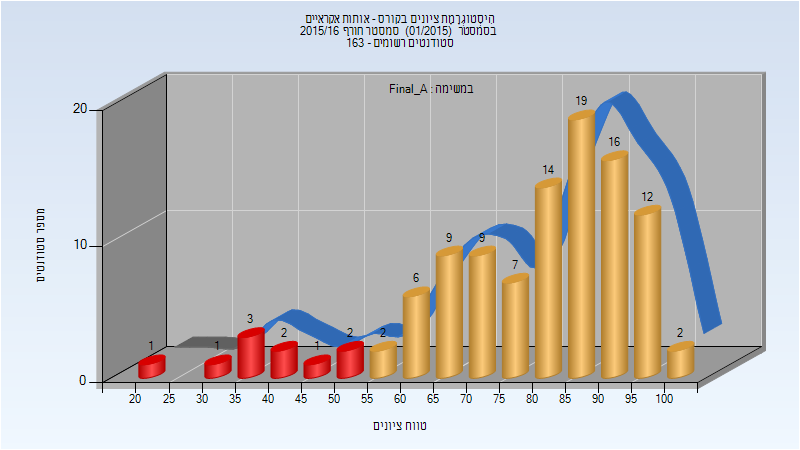 היסטוגרמת ציונים בקורס - אותות אקראיים
בסמסטר (01/2015) סמסטר חורף 2015/16
סטודנטים רשומים - 163
במשימה : Final_A
מספר סטודנטים
20
10
0
1 1 3 2 1 2 2 6 9 9 7 14 19 16 12 2
20 25 30 35 40 45 50 55 60 65 70 75 80 85 90 95 100
טווח ציונים